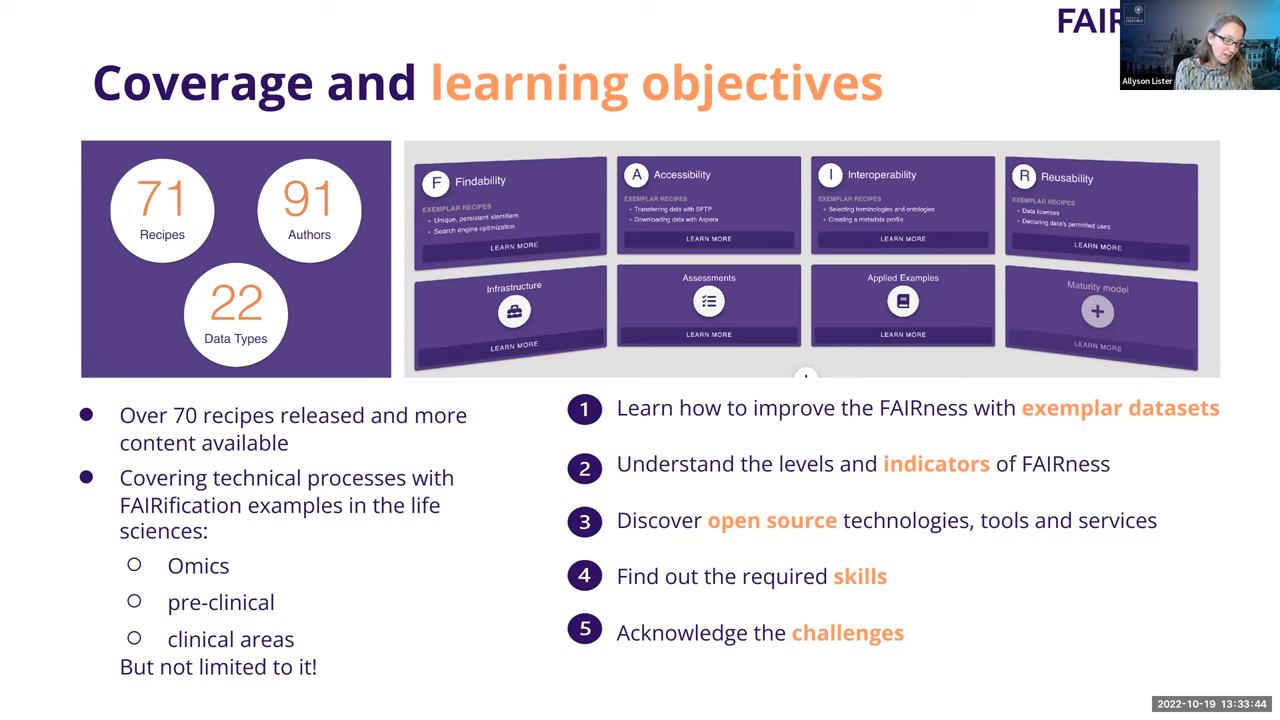 FAIR
Allyson Lister
Coverage and learning objectives
71
Recipes
91
Authors
22
Data Types
F Findability
EXEMPLAR RECIPES
• Unique, persistent identifiers
• Search engine optimization
LEARN MORE
A Accessibility
EXEMPLAR RECIPES
• Transferring data with SFTP
• Downloading data with Aspera
LEARN MORE
I Interoperability
EXEMPLAR RECIPES
• Selecting terminologies and ontologies
• Creating a metadata profile
LEARN MORE
R Reusability
EXEMPLAR RECIPES
• Data licenses
• Declaring data's permitted uses
LEARN MORE
Infrastructure
LEARN MORE
Assessments
LEARN MORE
Applied Examples
LEARN MORE
Maturity model
LEARN MORE
● Over 70 recipes released and more
content available
● Covering technical processes with
FAIRification examples in the life
sciences:
○ Omics
○ pre-clinical
○ clinical areas
But not limited to it!
1 Learn how to improve the FAIRness with exemplar datasets
2 Understand the levels and indicators of FAIRness
3 Discover open source technologies, tools and services
4 Find out the required skills
5 Acknowledge the challenges
2022-10-19 13:33:44